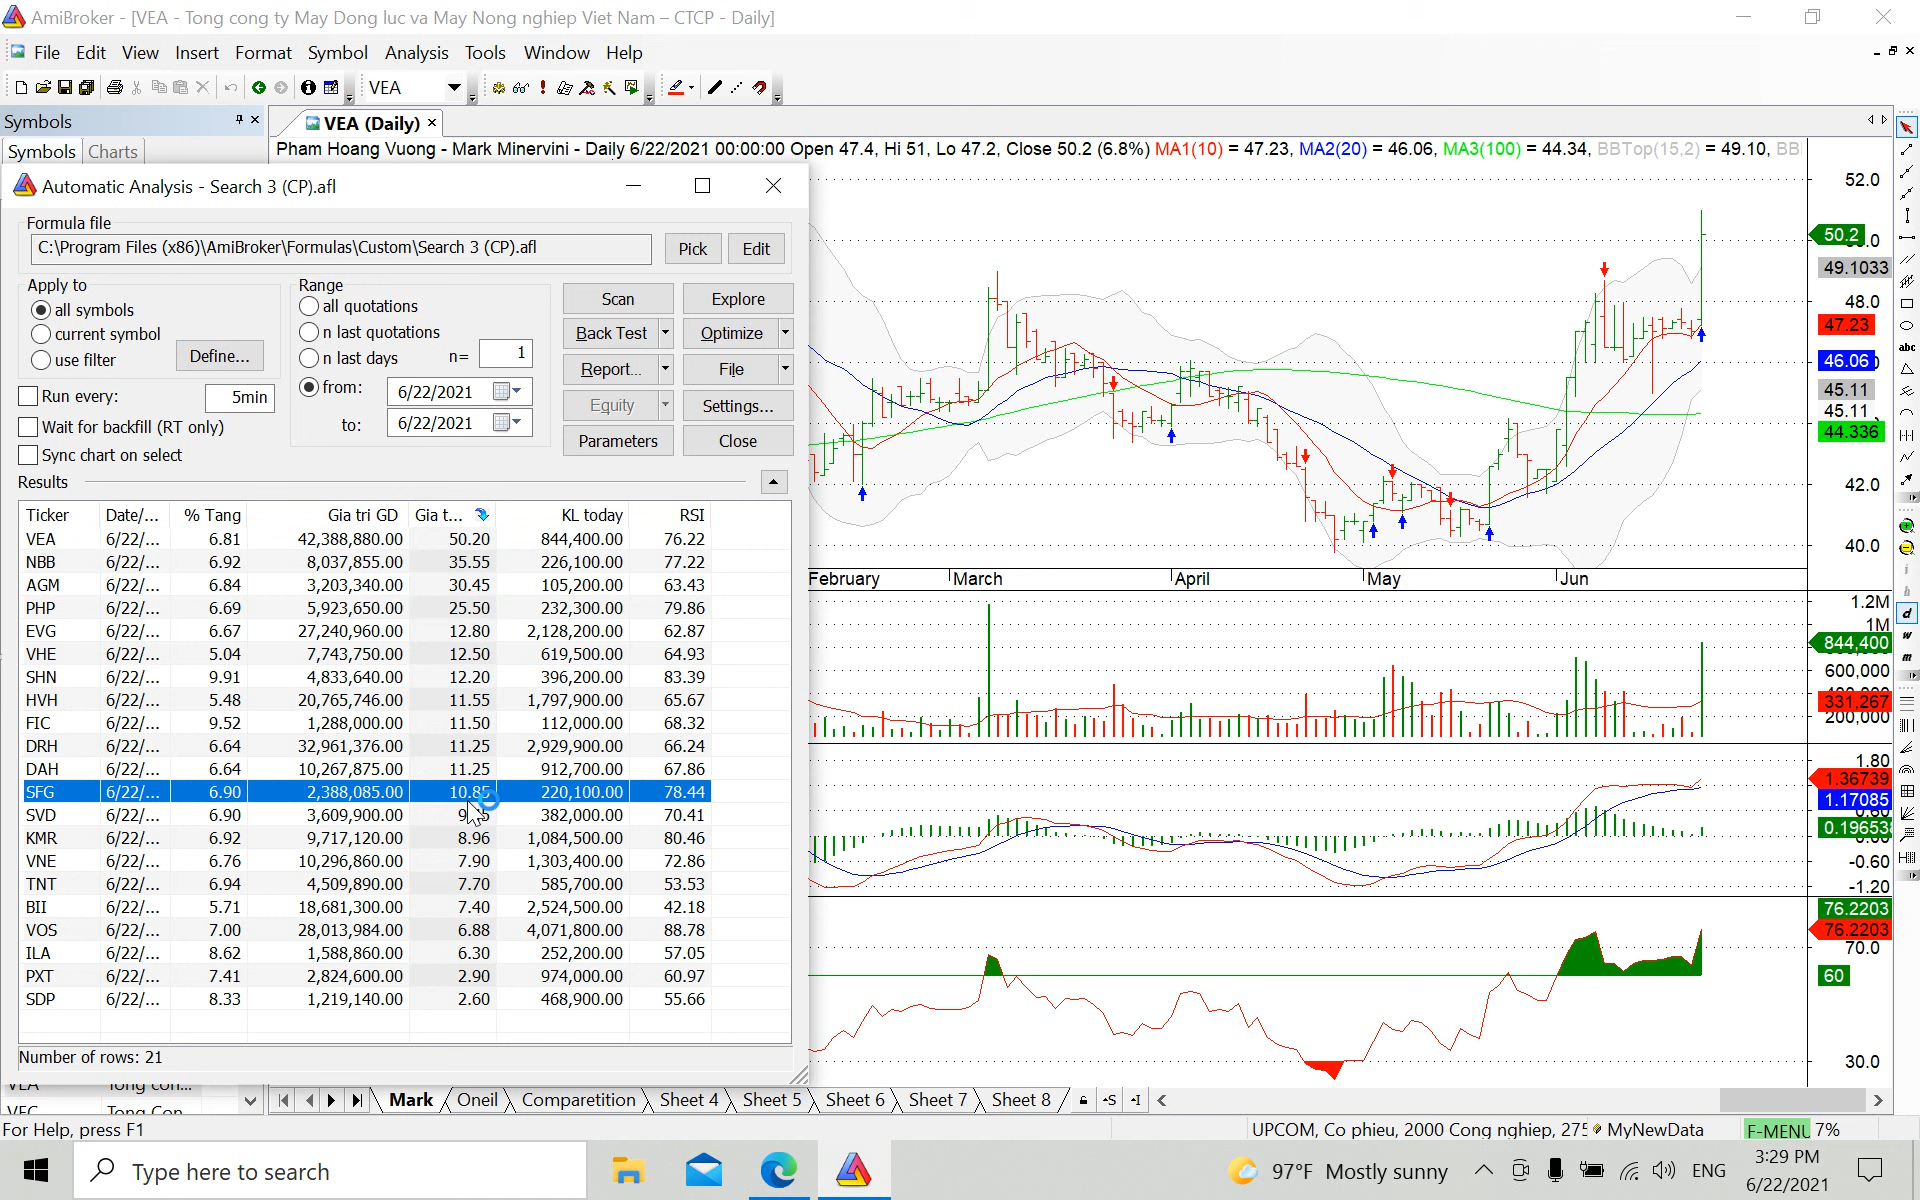 AmiBroker - [VEA - Tong cong ty May Dong luc va May Nong nghiep Viet Nam – CTCP - Daily]
File Edit View Insert Format Symbol Analysis Tools Window Help
VEA
Symbols
VEA (Daily)
Symbols Charts
Pham Hoang Vuong - Mark Minervini - Daily 6/22/2021 00:00:00 Open 47.4, Hi 51, Lo 47.2, Close 50.2 (6.8%) MA1(10) = 47.23, MA2(20) = 46.06, MA3(100) = 44.34, BBTop(15,2) = 49.10, BB
Automatic Analysis - Search 3 (CP).afl
Formula file
C:\Program Files (x86)\AmiBroker\Formulas\Custom\Search 3 (CP).afl
Pick Edit
Apply to
all symbols
current symbol
use filter
Define...
Range
all quotations
n last quotations
n last days n= 1
from: 6/22/2021
to: 6/22/2021
Scan Explore
Back Test Optimize
Report... File
Equity Settings...
Parameters Close
Run every: 5min
Wait for backfill (RT only)
Sync chart on select
Results
Ticker Date/... % Tang Gia tri GD Gia t... KL today RSI
VEA 6/22/... 6.81 42,388,880.00 50.20 844,400.00 76.22
NBB 6/22/... 6.92 8,037,855.00 35.55 226,100.00 77.22
AGM 6/22/... 6.84 3,203,340.00 30.45 105,200.00 63.43
PHP 6/22/... 6.69 5,923,650.00 25.50 232,300.00 79.86
EVG 6/22/... 6.67 27,240,960.00 12.80 2,128,200.00 62.87
VHE 6/22/... 5.04 7,743,750.00 12.50 619,500.00 64.93
SHN 6/22/... 9.91 4,833,640.00 12.20 396,200.00 83.39
HVH 6/22/... 5.48 20,765,746.00 11.55 1,797,900.00 65.67
FIC 6/22/... 9.52 1,288,000.00 11.50 112,000.00 68.32
DRH 6/22/... 6.64 32,961,376.00 11.25 2,929,900.00 66.24
DAH 6/22/... 6.64 10,267,875.00 11.25 912,700.00 67.86
SFG 6/22/... 6.90 2,388,085.00 220,100.00 78.44
SVD 6/22/... 6.90 3,609,900.00 382,000.00 70.41
KMR 6/22/... 6.92 9,717,120.00 8.96 1,084,500.00 80.46
VNE 6/22/... 6.76 10,296,860.00 7.90 1,303,400.00 72.86
TNT 6/22/... 6.94 4,509,890.00 7.70 585,700.00 53.53
BII 6/22/... 5.71 18,681,300.00 7.40 2,524,500.00 42.18
VOS 6/22/... 7.00 28,013,984.00 6.88 4,071,800.00 88.78
ILA 6/22/... 8.62 1,588,860.00 6.30 252,200.00 57.05
PXT 6/22/... 7.41 2,824,600.00 2.90 974,000.00 60.97
SDP 6/22/... 8.33 1,219,140.00 2.60 468,900.00 55.66
Number of rows: 21
52.0
50.2
49.1033
48.0
47.23
46.06
45.11
45.11
44.336
42.0
40.0
February March April May Jun
1.2M
1M
844,400
600,000
331,267
200,000
1.80
1.36739
1.17085
0.19653
-0.60
-1.20
76.2203
76.2203
70.0
60
30.0
abc
i
h
d
w
m
Mark Oneil Comparetition Sheet 4 Sheet 5 Sheet 6 Sheet 7 Sheet 8
For Help, press F1
UPCOM, Co phieu, 2000 Cong nghiep, 275 MyNewData F-MENU 7%
Type here to search
97°F Mostly sunny
ENG
3:29 PM
6/22/2021